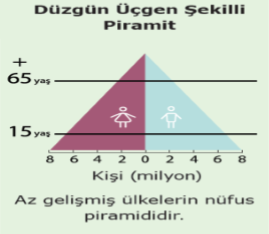 Düzgün Üçgen Şekilli
Piramit
+
65 yaş
15 yaş
8 6 4 2 0 2 4 6 8
Kişi (milyon)
Az gelişmiş ülkelerin nüfus
piramididir.